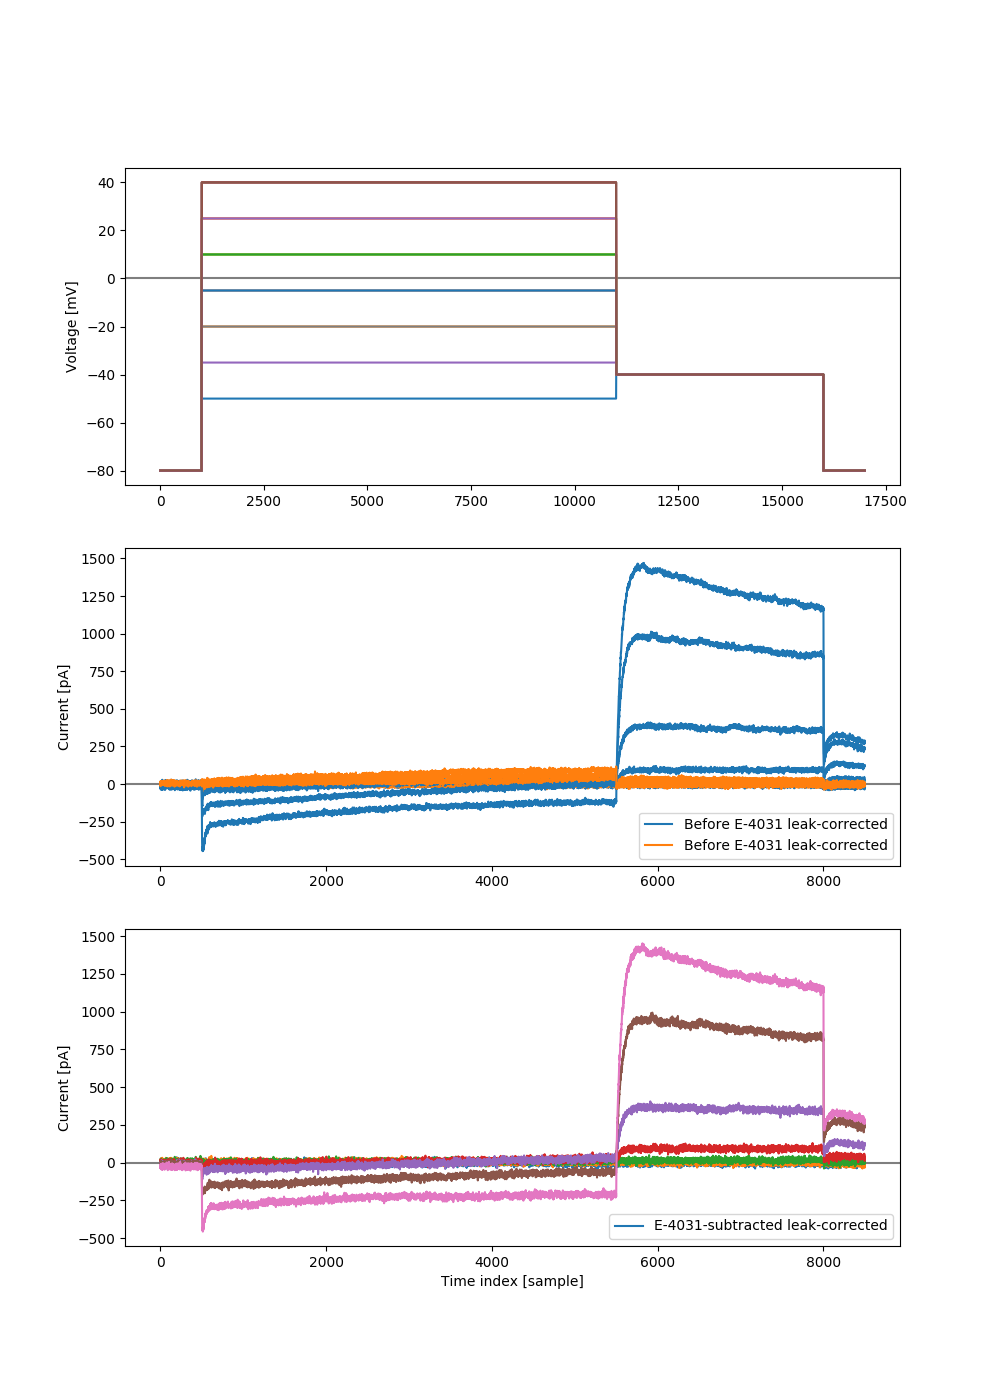 40
20
0
−20
−40
−60
−80
Voltage [mV]
0 2500 5000 7500 10000 12500 15000 17500
1500
1250
1000
750
500
250
0
−250
−500
Current [pA]
Before E-4031 leak-corrected
Before E-4031 leak-corrected
0 2000 4000 6000 8000
1500
1250
1000
750
500
250
0
−250
−500
Current [pA]
E-4031-subtracted leak-corrected
0 2000 4000 6000 8000
Time index [sample]